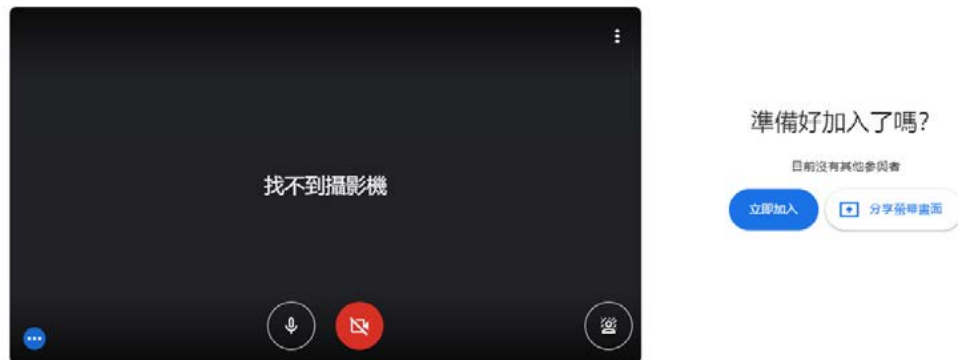 找不到攝影機
準備好加入了嗎?
目前沒有其他參與者
立即加入
分享螢幕畫面